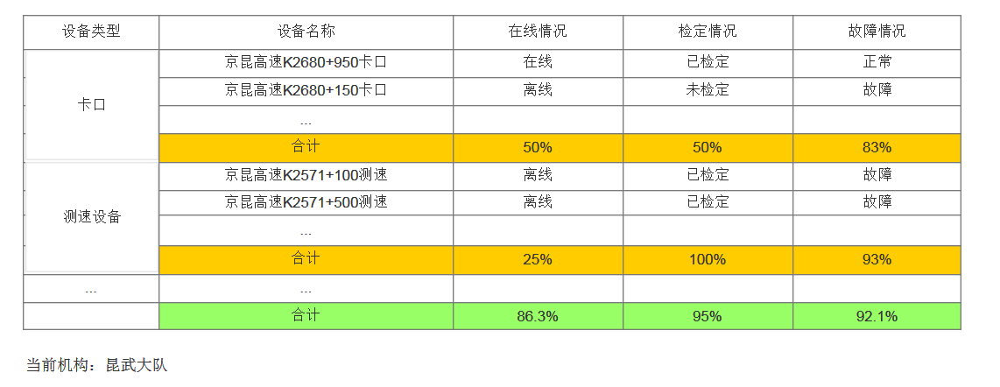 设备类型 设备名称 在线情况 检定情况 故障情况
京昆高速K2680+950卡口 在线 已检定 正常
卡口
京昆高速K2680+150卡口 离线 未检定 故障
...
合计 50% 50% 83%
京昆高速K2571+100测速 离线 已检定 故障
京昆高速K2571+500测速 离线 已检定 故障
测速设备
...
合计 25% 100% 93%
... ...
合计 86.3% 95% 92.1%
当前机构：昆武大队